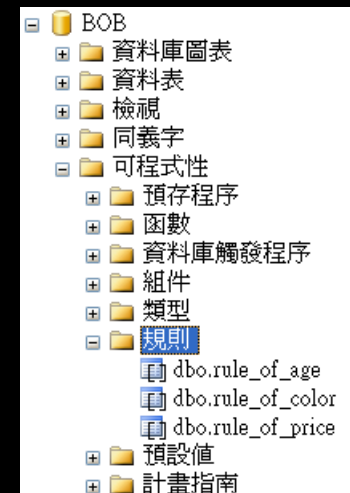 BOB
資料庫圖表
資料表
檢視
同義字
可程式性
預存程序
函數
資料庫觸發程序
組件
類型
規則
dbo.rule_of_age
dbo.rule_of_color
dbo.rule_of_price
預設值
計畫指南